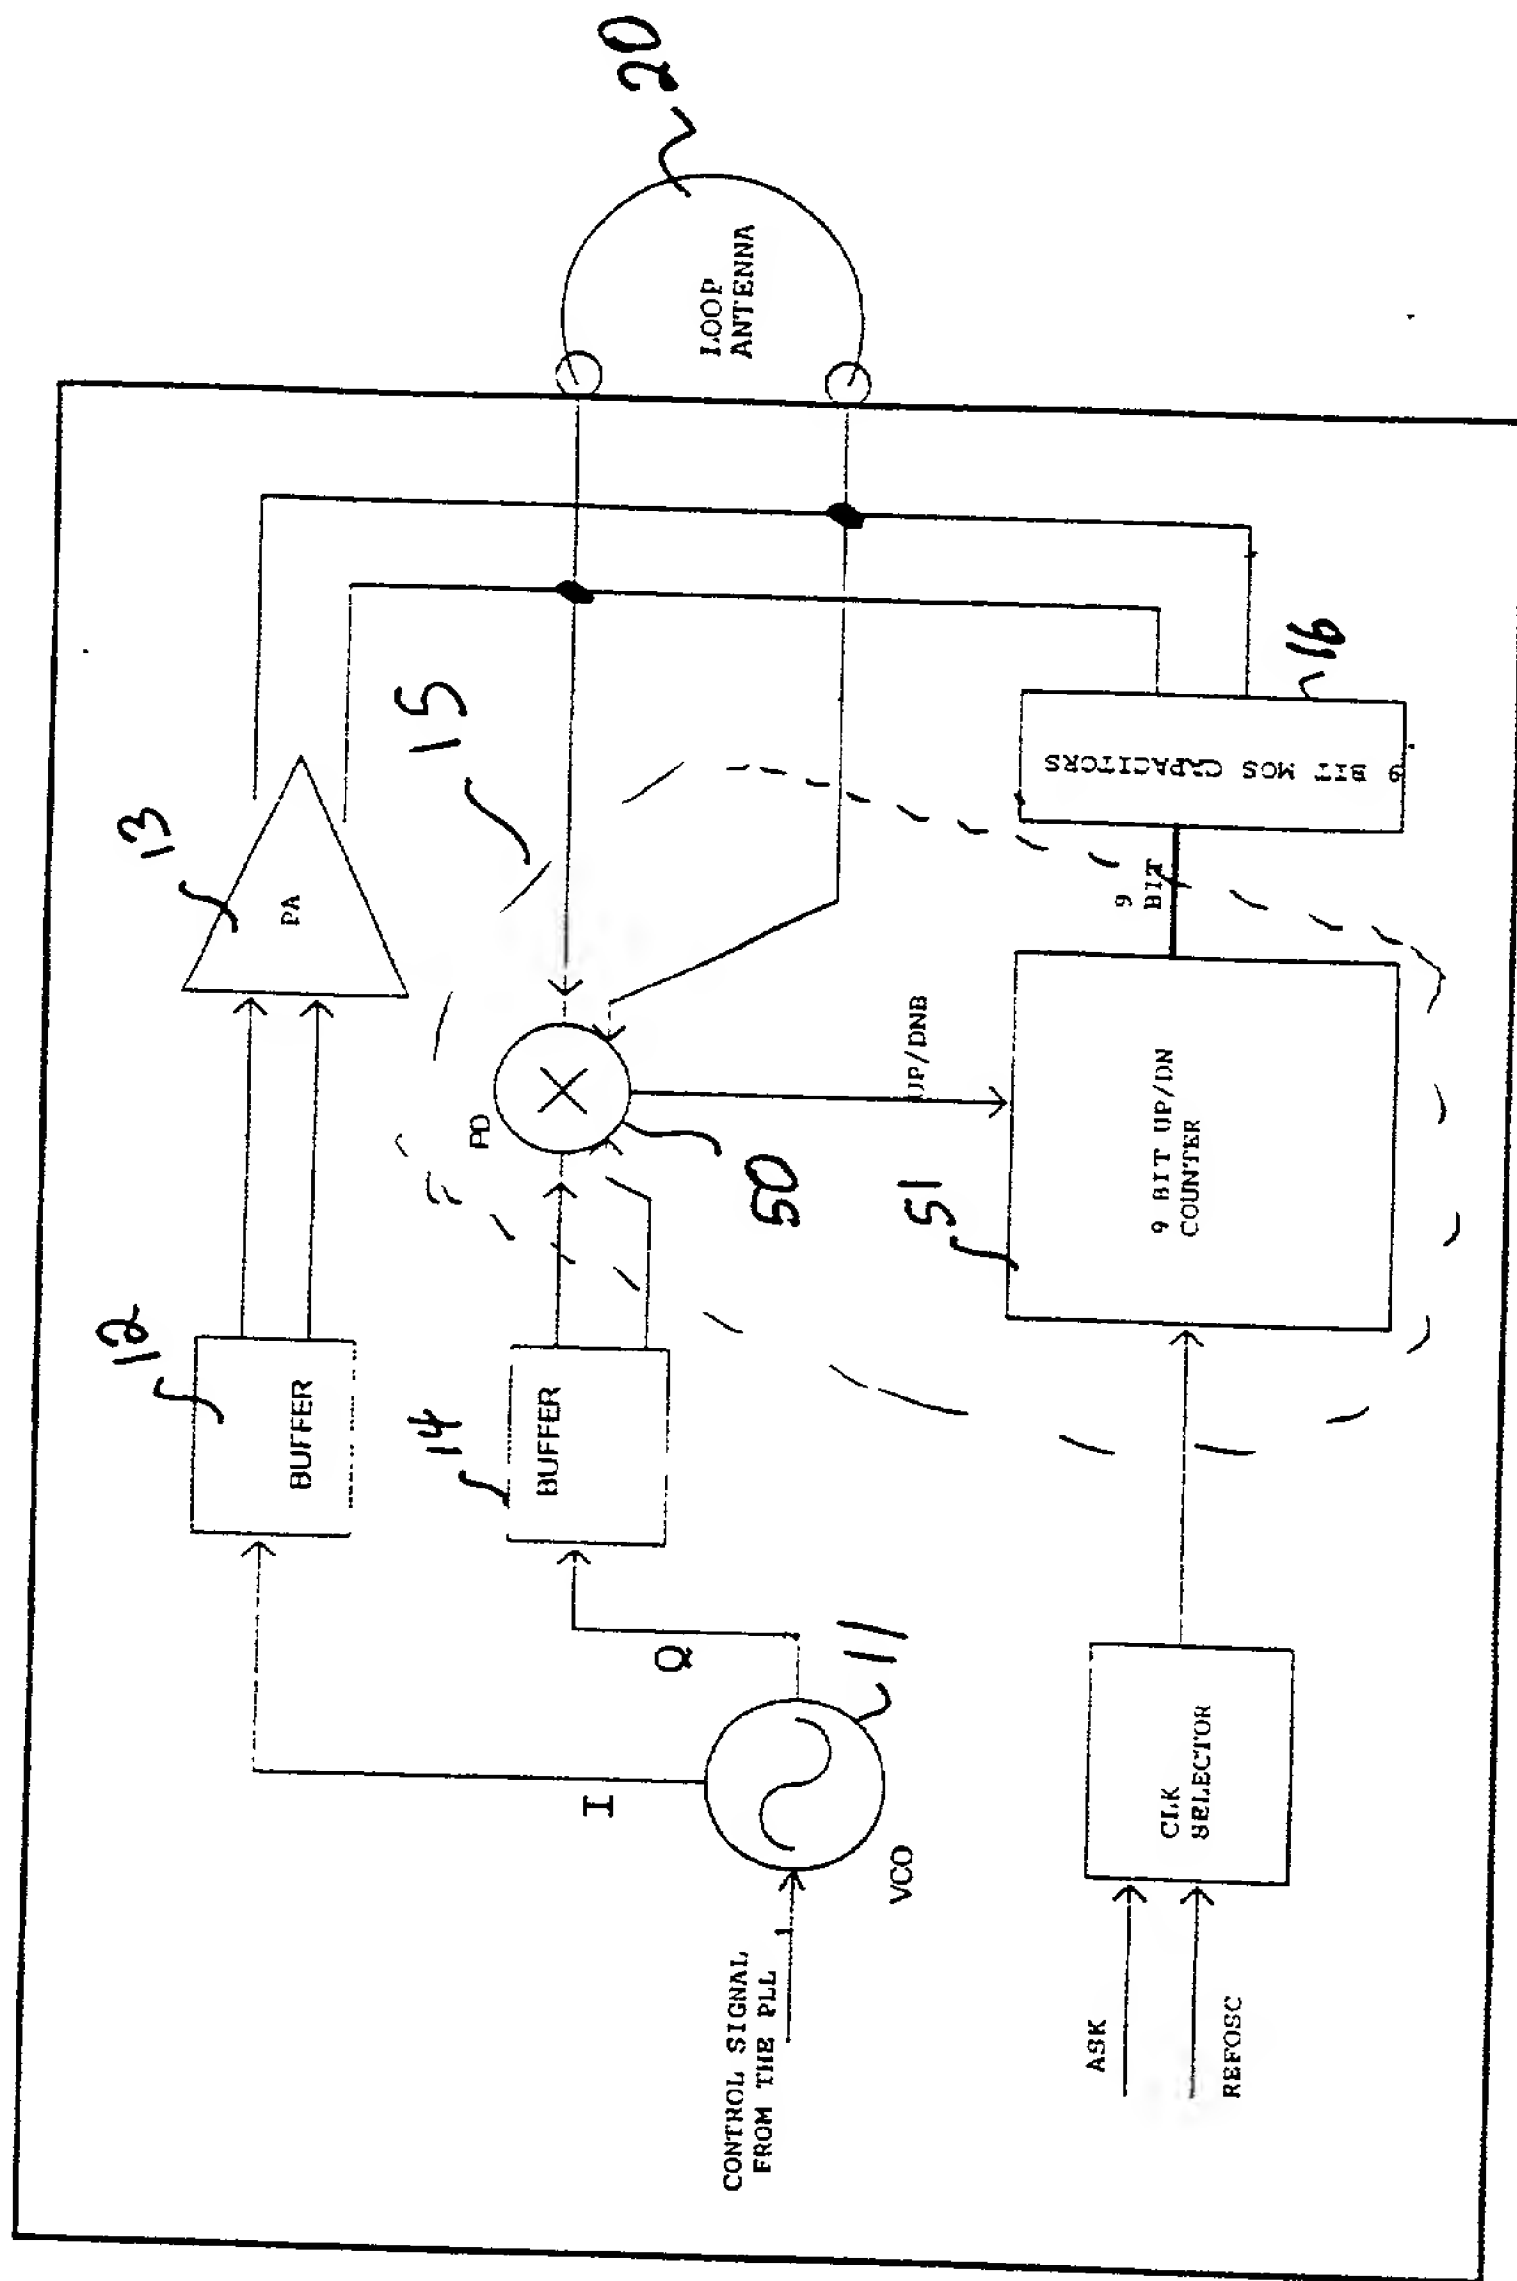 12
BUFFER
13
PA
I
Q
14
BUFFER
PD
15
50
20
LOOP
ANTENNA
CONTROL SIGNAL
FROM THE PLL
VCO
11
UP/DNB
51
9 BIT UP/DN
COUNTER
9
BIT
9 BIT MOS CAPACITORS
16
ASK
REFOSC
CLK
SELECTOR